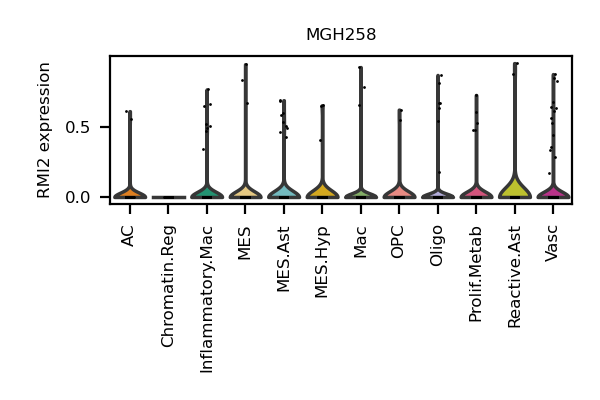 MGH258
RMI2 expression
0.5
0.0
AC
Chromatin.Reg
Inflammatory.Mac
MES
MES.Ast
MES.Hyp
Mac
OPC
Oligo
Prolif.Metab
Reactive.Ast
Vasc